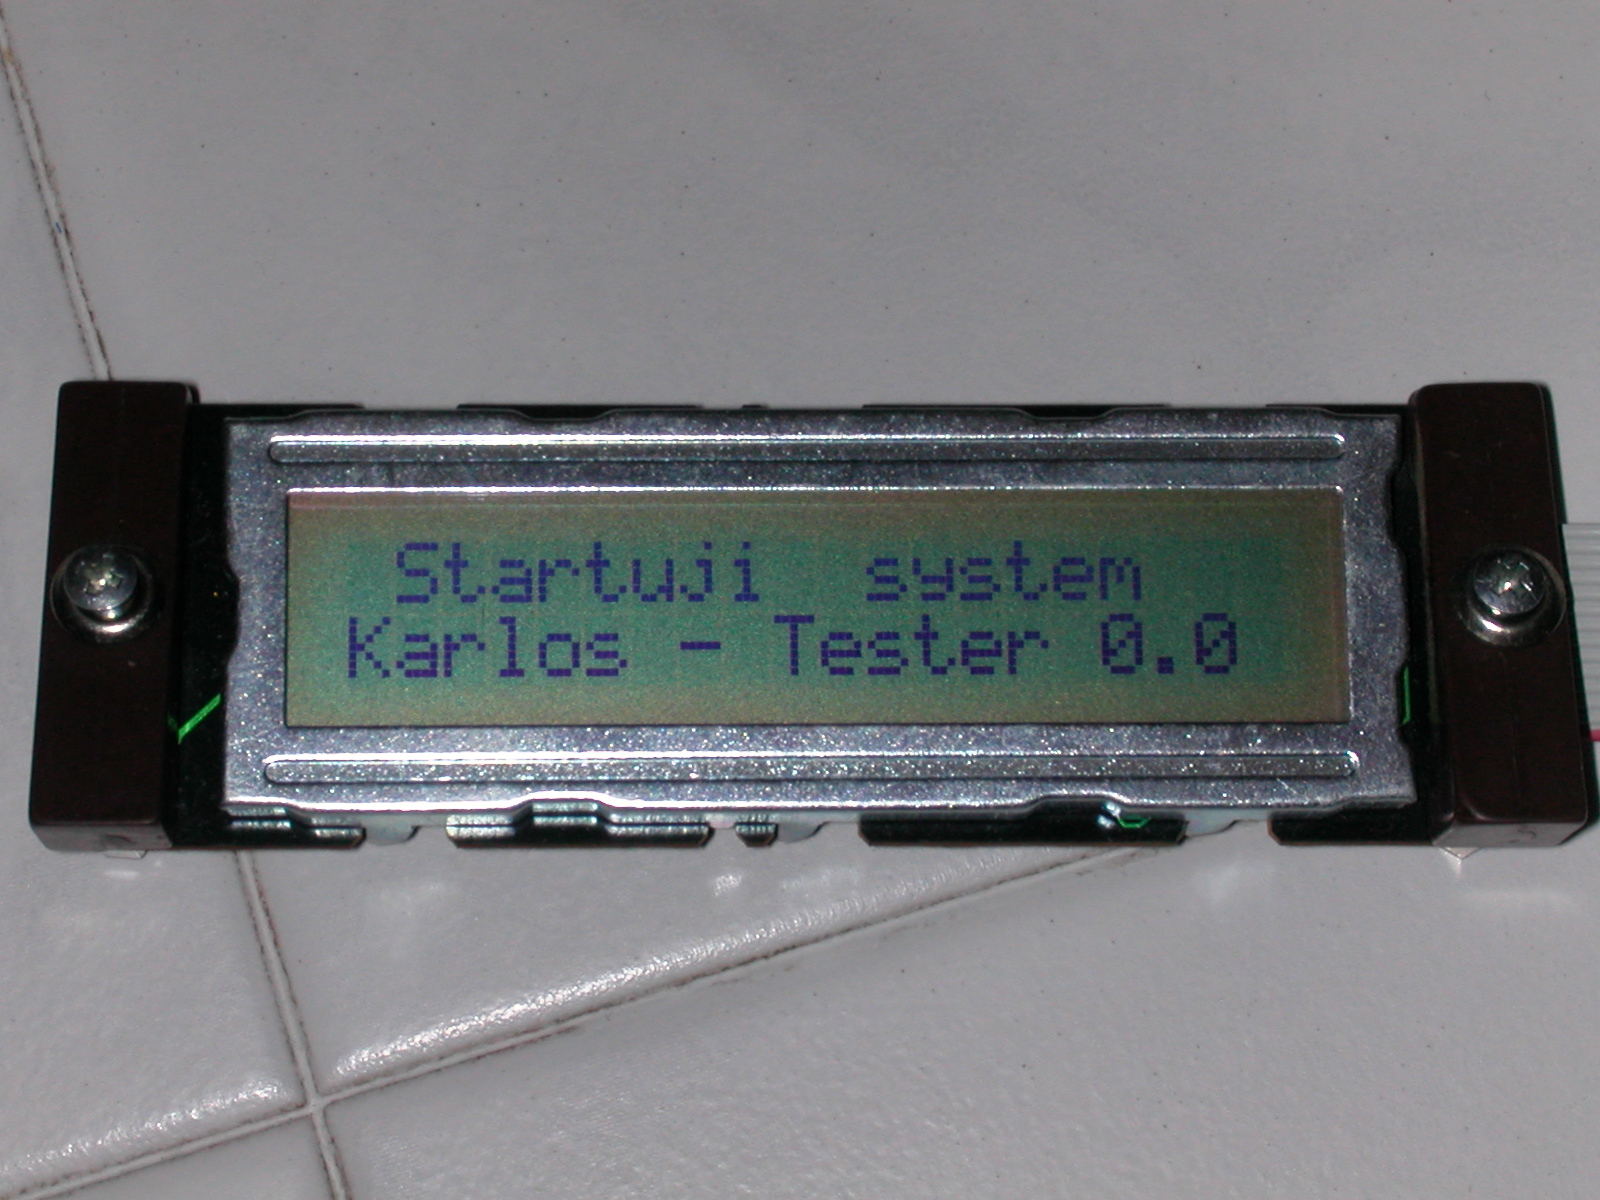 Startuji system
Karlos - Tester 0.0